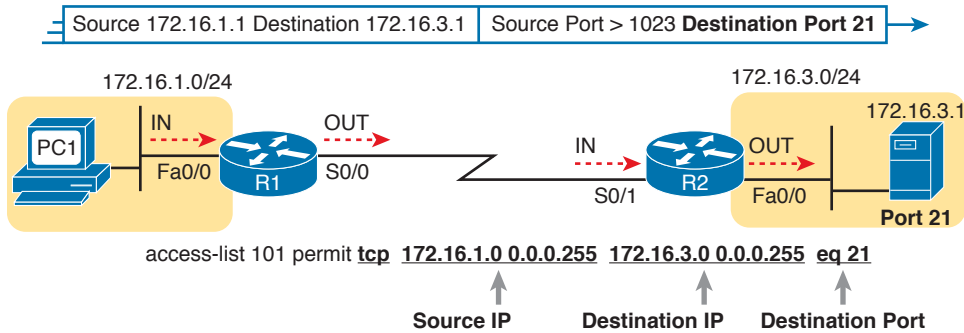 Source 172.16.1.1 Destination 172.16.3.1 Source Port > 1023 Destination Port 21
172.16.1.0/24
172.16.3.0/24
172.16.3.1
PC1
IN
OUT
IN
OUT
Fa0/0
R1
S0/0
S0/1
R2
Fa0/0
Port 21
access-list 101 permit tcp 172.16.1.0 0.0.0.255 172.16.3.0 0.0.0.255 eq 21
Source IP
Destination IP
Destination Port